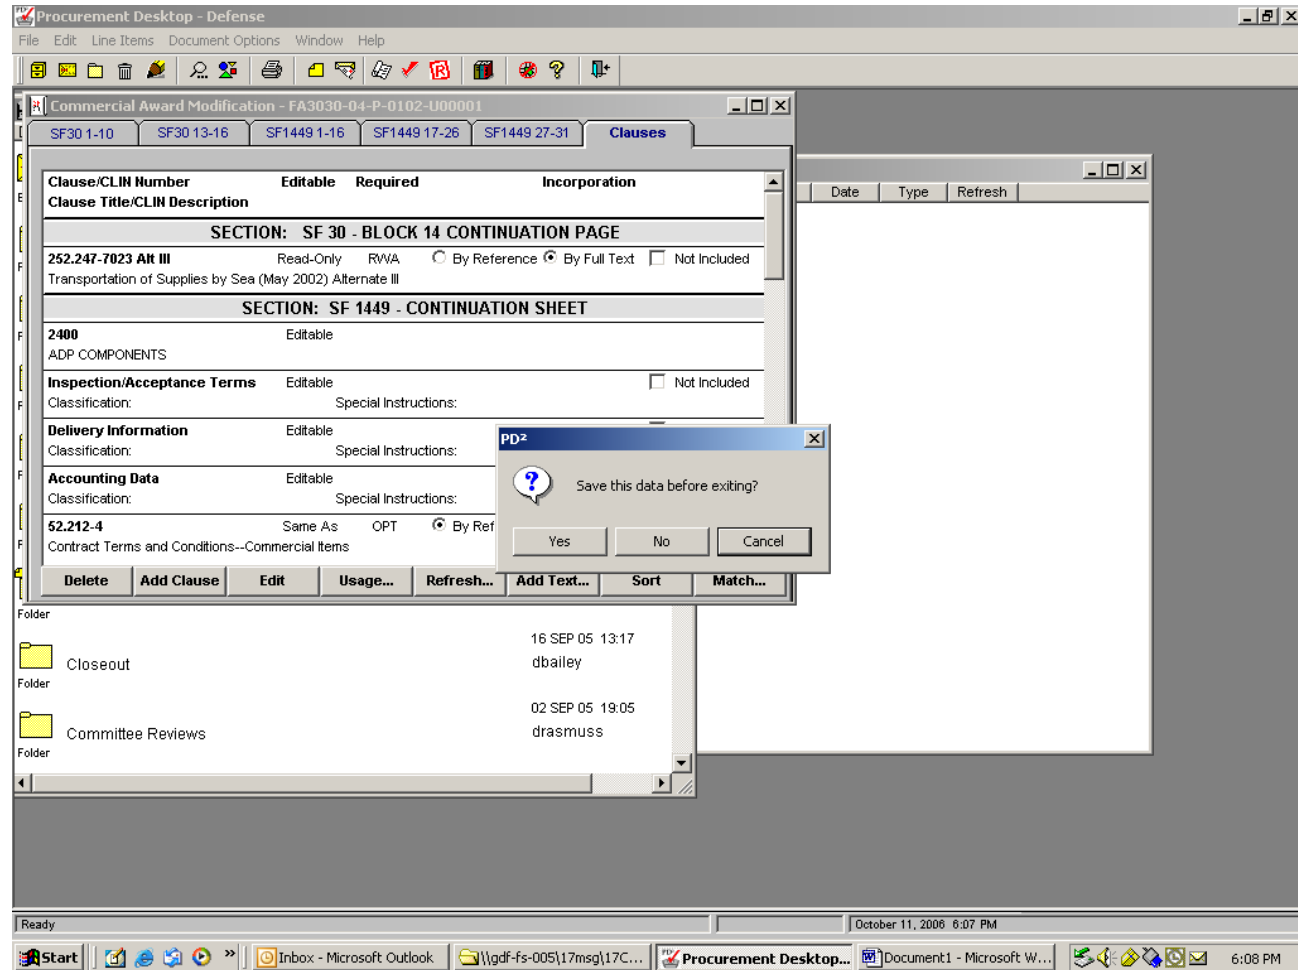 Procurement Desktop - Defense
File Edit Line Items Document Options Window Help
Commercial Award Modification - FA3030-04-P-0102-U00001
SF30 1-10 SF30 13-16 SF1449 1-16 SF1449 17-26 SF1449 27-31 Clauses
Clause/CLIN Number Editable Required Incorporation
Clause Title/CLIN Description
SECTION: SF 30 - BLOCK 14 CONTINUATION PAGE
252.247-7023 Alt III Read-Only RWA By Reference By Full Text Not Included
Transportation of Supplies by Sea (May 2002) Alternate III
SECTION: SF 1449 - CONTINUATION SHEET
2400 Editable
ADP COMPONENTS
Inspection/Acceptance Terms Editable Not Included
Classification: Special Instructions:
Delivery Information Editable
Classification: Special Instructions:
Accounting Data Editable
Classification: Special Instructions:
52.212-4 Same As OPT By Ref
Contract Terms and Conditions--Commercial Items
Delete Add Clause Edit Usage... Refresh... Add Text... Sort Match...
Date Type Refresh
PD²
Save this data before exiting?
Yes No Cancel
Folder
16 SEP 05 13:17
Closeout dbailey
Folder
02 SEP 05 19:05
Committee Reviews drasmuss
Folder
Ready October 11, 2006 6:07 PM
Start Inbox - Microsoft Outlook \\gdf-fs-005\17msg\17C... Procurement Desktop... Document1 - Microsoft W... 6:08 PM